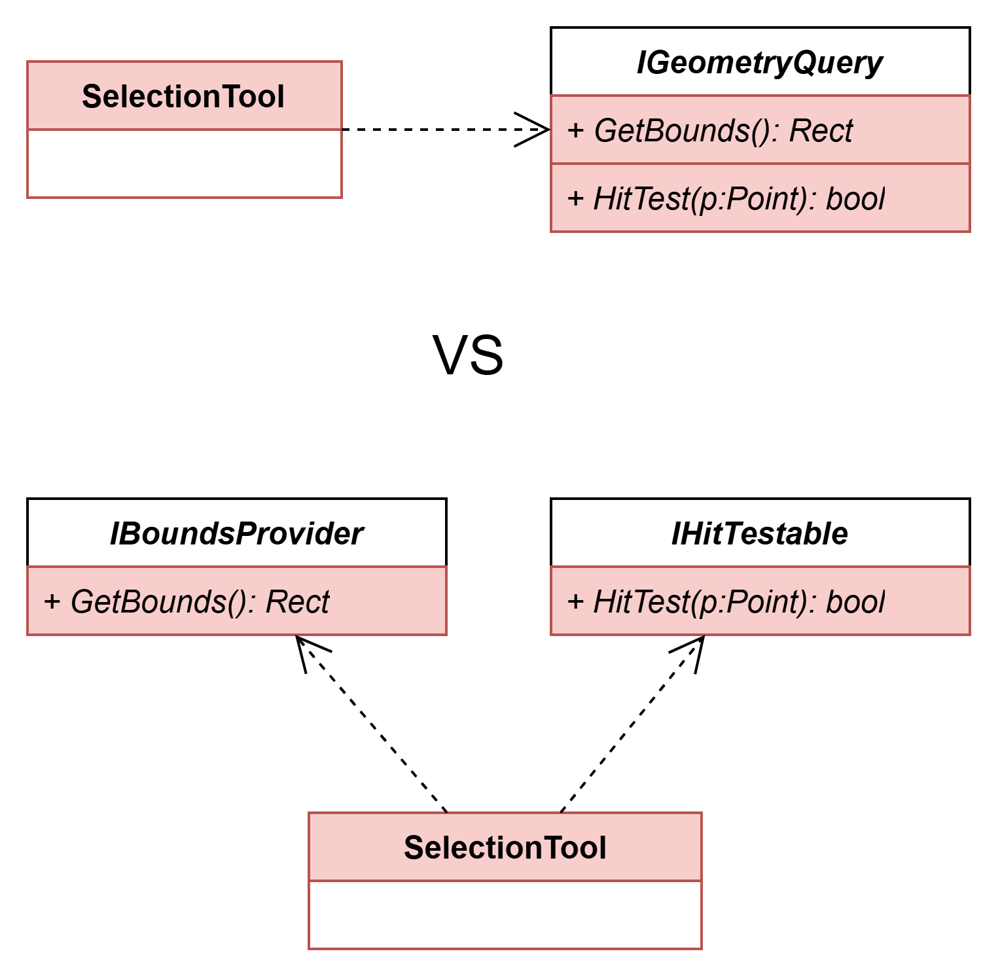 SelectionTool
IGeometryQuery
+ GetBounds(): Rect
+ HitTest(p:Point): bool
VS
IBoundsProvider
+ GetBounds(): Rect
IHitTestable
+ HitTest(p:Point): bool
SelectionTool